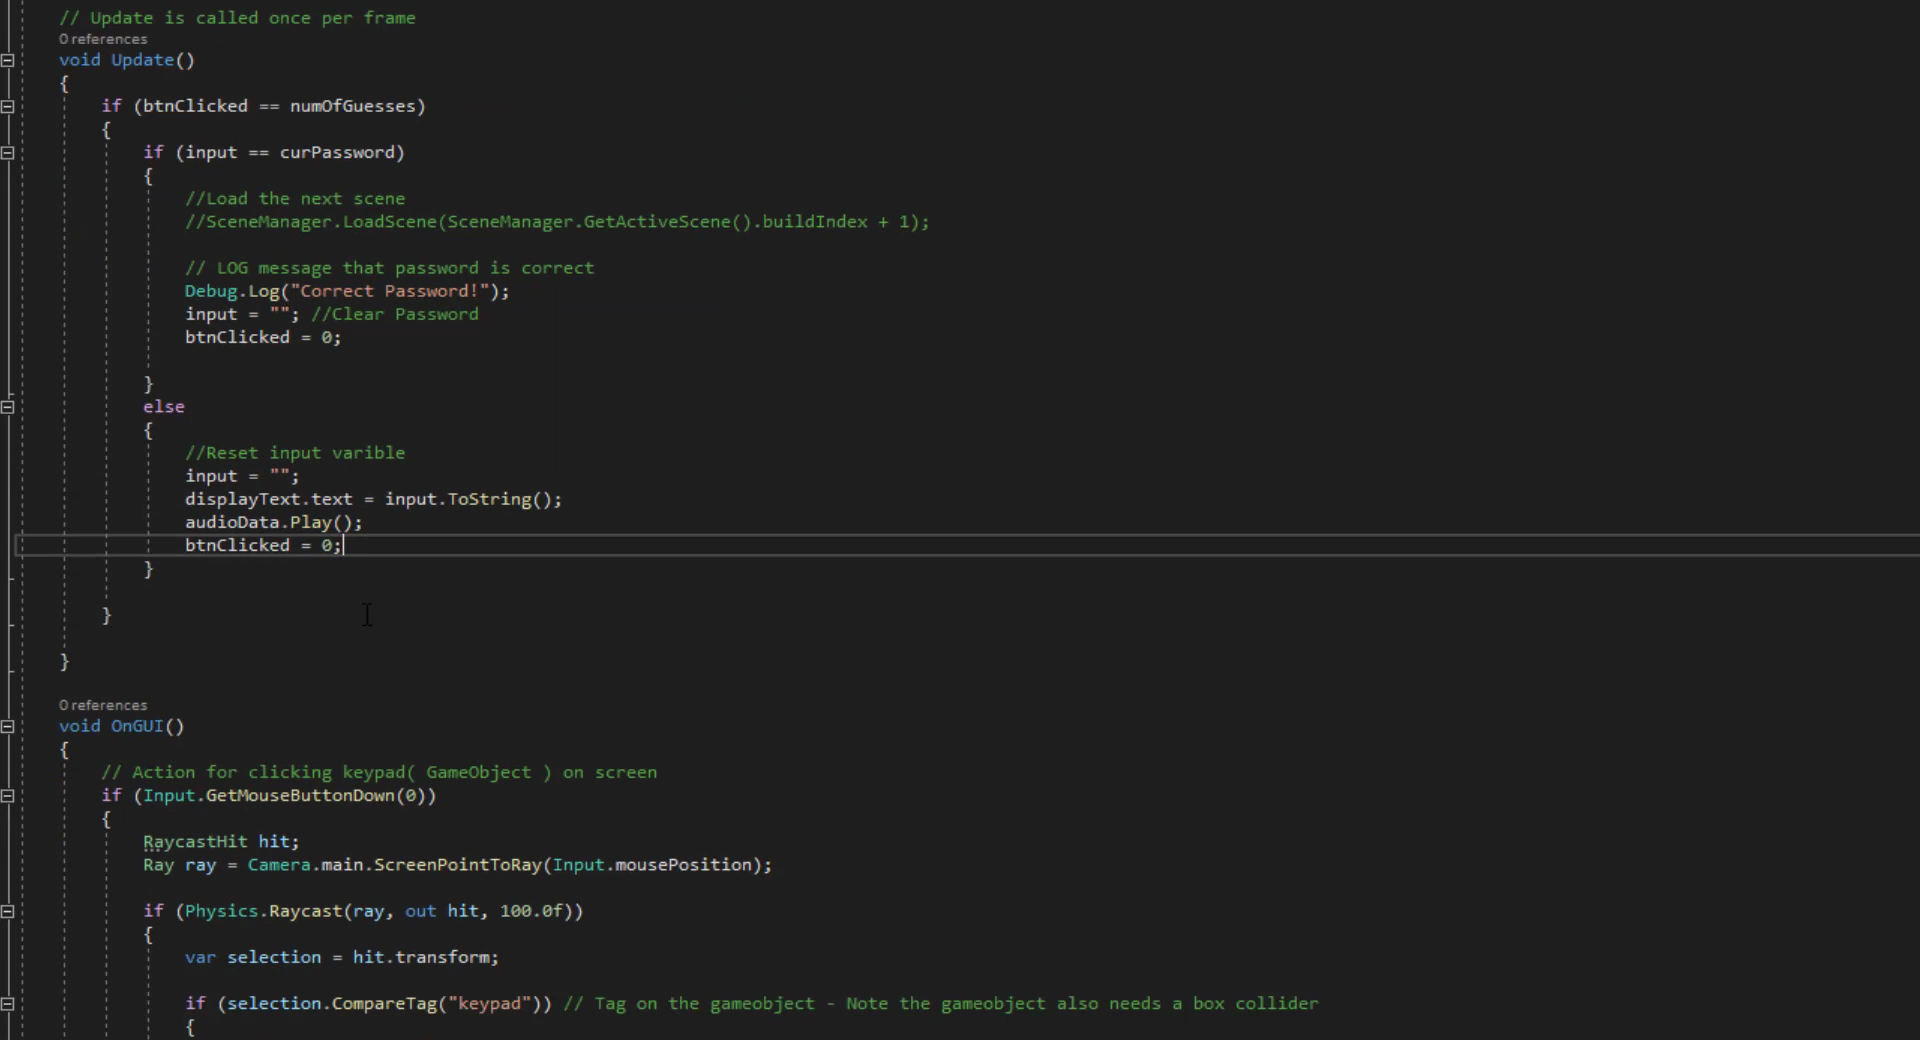 // Update is called once per frame
0 references
void Update()
{
if (btnClicked == numOfGuesses)
{
if (input == curPassword)
{
//Load the next scene
//SceneManager.LoadScene(SceneManager.GetActiveScene().buildIndex + 1);
// LOG message that password is correct
Debug.Log("Correct Password!");
input = ""; //Clear Password
btnClicked = 0;
}
else
{
//Reset input varible
input = "";
displayText.text = input.ToString();
audioData.Play();
btnClicked = 0;
}
}
}
0 references
void OnGUI()
{
// Action for clicking keypad( GameObject ) on screen
if (Input.GetMouseButtonDown(0))
{
RaycastHit hit;
Ray ray = Camera.main.ScreenPointToRay(Input.mousePosition);
if (Physics.Raycast(ray, out hit, 100.0f))
{
var selection = hit.transform;
if (selection.CompareTag("keypad")) // Tag on the gameobject - Note the gameobject also needs a box collider
{